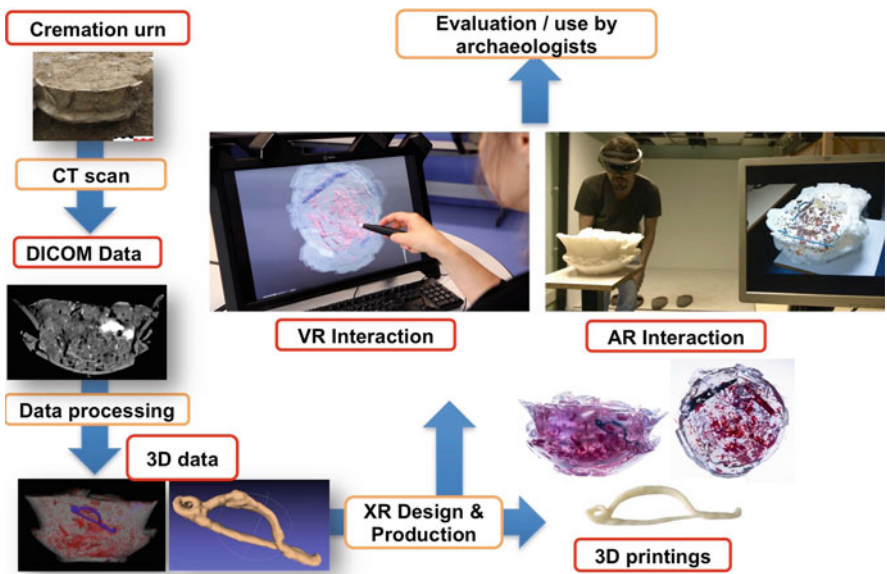 Cremation urn
CT scan
DICOM Data
Data processing
3D data
XR Design &
Production
Evaluation / use by
archaeologists
VR Interaction
AR Interaction
3D printings